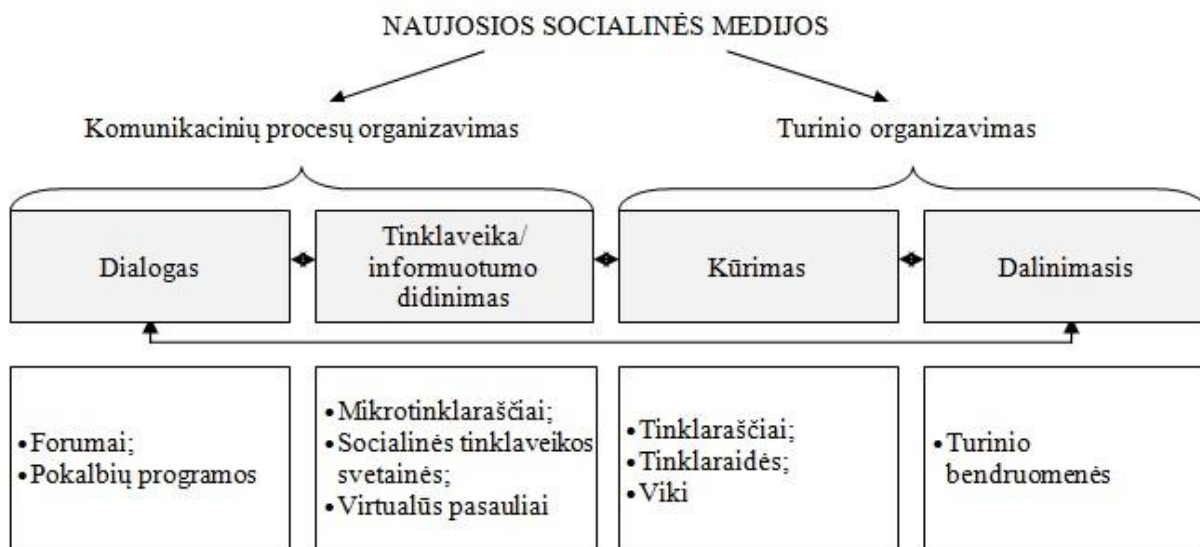 NAUJOSIOS SOCIALINĖS MEDIJOS
Komunikacinių procesų organizavimas
Turinio organizavimas
Dialogas
Tinklaveika/
informuotumo
didinimas
Kūrimas
Dalinimasis
•Forumai;
•Pokalbių programos
•Mikrotinklaraščiai;
•Socialinės tinklaveikos
svetainės;
•Virtualūs pasauliai
•Tinklaraščiai;
•Tinklaraidės;
•Viki
•Turinio
bendruomenės